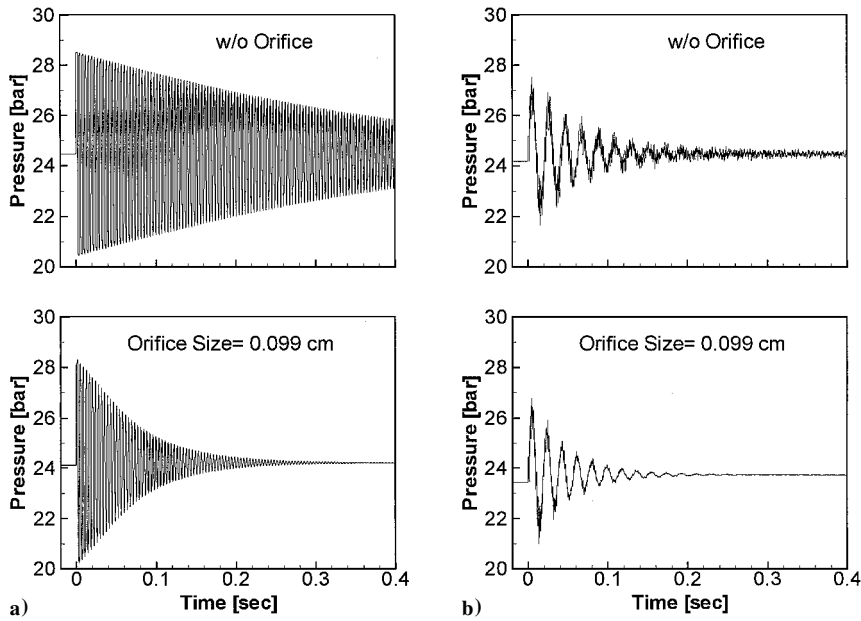 30
28
26
24
22
20
Pressure [bar]
w/o Orifice
30
28
26
24
22
20
Pressure [bar]
w/o Orifice
30
28
26
24
22
20
Pressure [bar]
Orifice Size= 0.099 cm
0 0.1 0.2 0.3 0.4
Time [sec]
a)
30
28
26
24
22
20
Pressure [bar]
Orifice Size= 0.099 cm
0 0.1 0.2 0.3 0.4
Time [sec]
b)